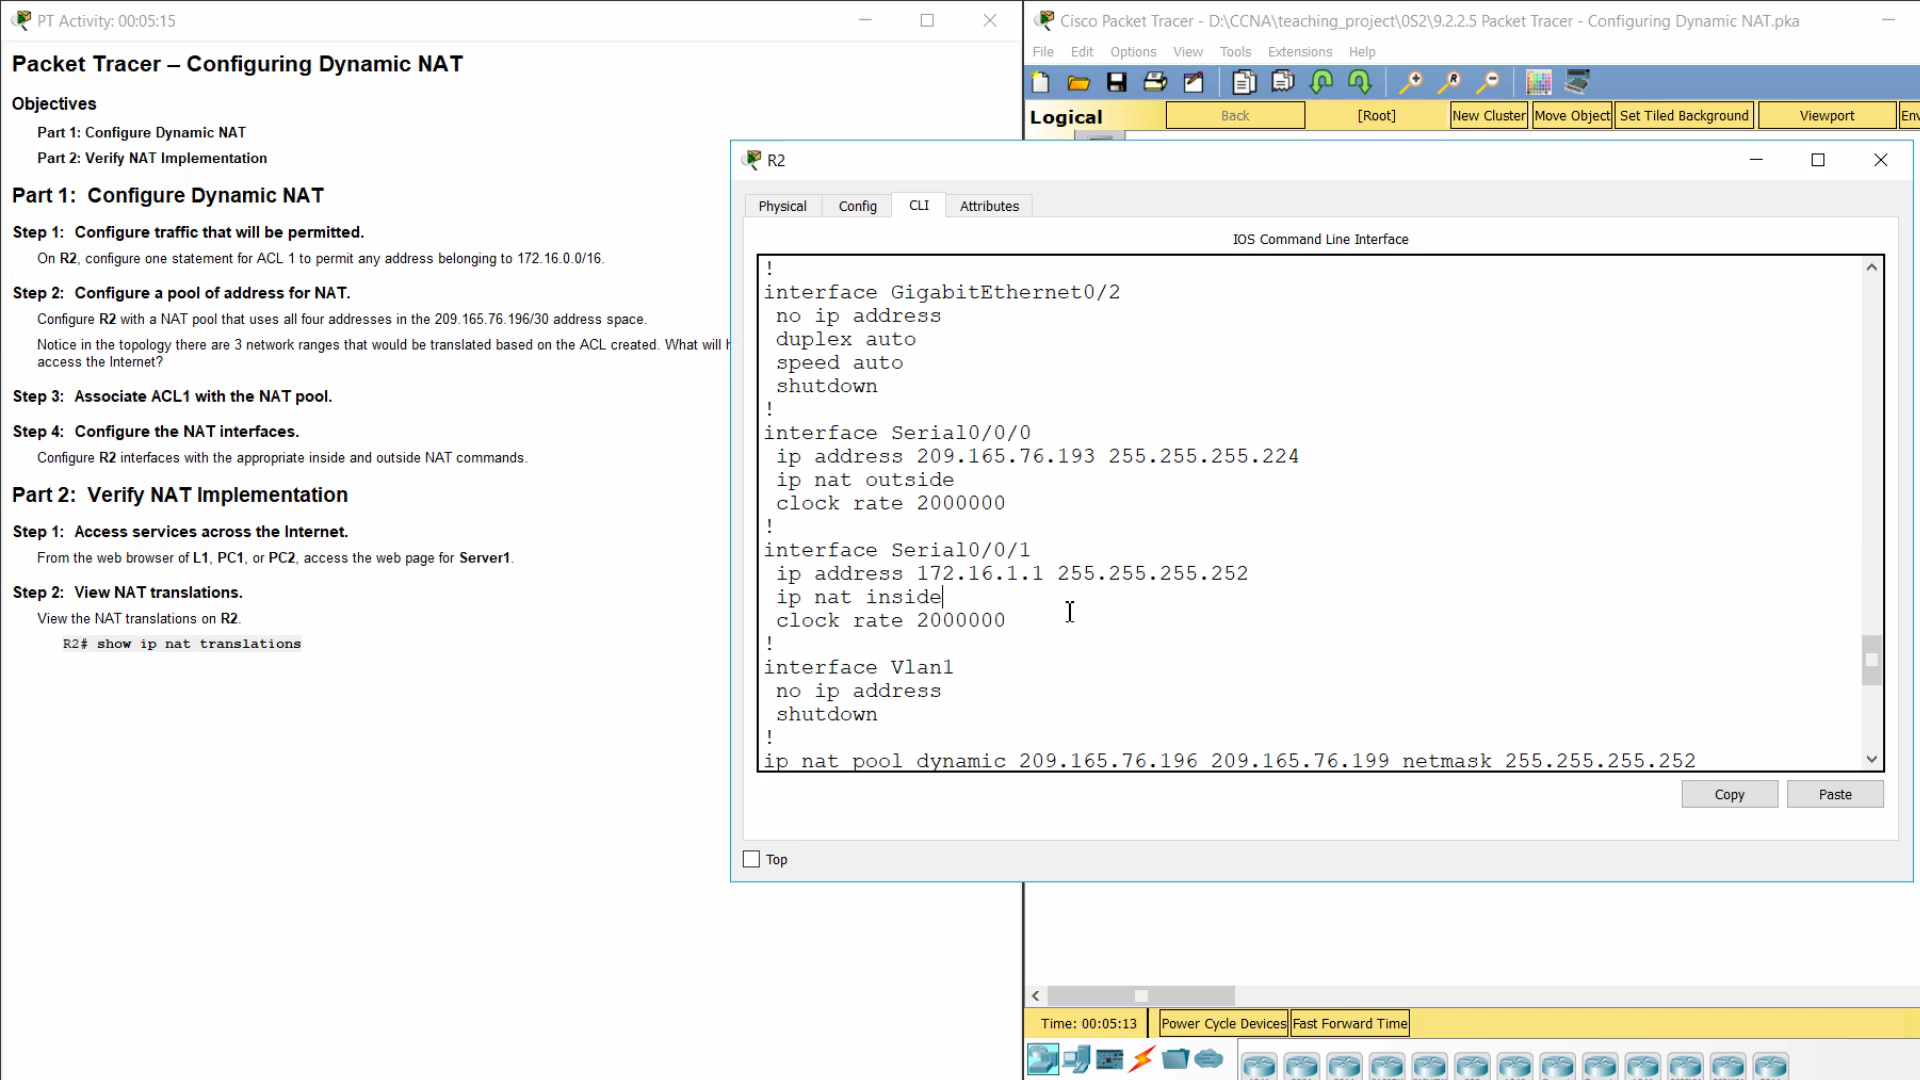 PT Activity: 00:05:15
Packet Tracer – Configuring Dynamic NAT
Objectives
Part 1: Configure Dynamic NAT
Part 2: Verify NAT Implementation
Part 1: Configure Dynamic NAT
Step 1: Configure traffic that will be permitted.
On R2, configure one statement for ACL 1 to permit any address belonging to 172.16.0.0/16.
Step 2: Configure a pool of address for NAT.
Configure R2 with a NAT pool that uses all four addresses in the 209.165.76.196/30 address space.
Notice in the topology there are 3 network ranges that would be translated based on the ACL created. What will
access the Internet?
Step 3: Associate ACL1 with the NAT pool.
Step 4: Configure the NAT interfaces.
Configure R2 interfaces with the appropriate inside and outside NAT commands.
Part 2: Verify NAT Implementation
Step 1: Access services across the Internet.
From the web browser of L1, PC1, or PC2, access the web page for Server1.
Step 2: View NAT translations.
View the NAT translations on R2.
R2# show ip nat translations
Cisco Packet Tracer - D:\CCNA\teaching_project\0S2\9.2.2.5 Packet Tracer - Configuring Dynamic NAT.pka
File Edit Options View Tools Extensions Help
Logical Back [Root] New Cluster Move Object Set Tiled Background Viewport
R2
Physical Config CLI Attributes
IOS Command Line Interface
!
interface GigabitEthernet0/2
no ip address
duplex auto
speed auto
shutdown
!
interface Serial0/0/0
ip address 209.165.76.193 255.255.255.224
ip nat outside
clock rate 2000000
!
interface Serial0/0/1
ip address 172.16.1.1 255.255.255.252
ip nat inside
clock rate 2000000
!
interface Vlan1
no ip address
shutdown
!
ip nat pool dynamic 209.165.76.196 209.165.76.199 netmask 255.255.255.252
Copy Paste
Top
Time: 00:05:13 Power Cycle Devices Fast Forward Time